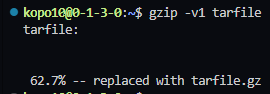 kopo10@0-1-3-0:~$ gzip -v1 tarfile
tarfile:
62.7% -- replaced with tarfile.gz